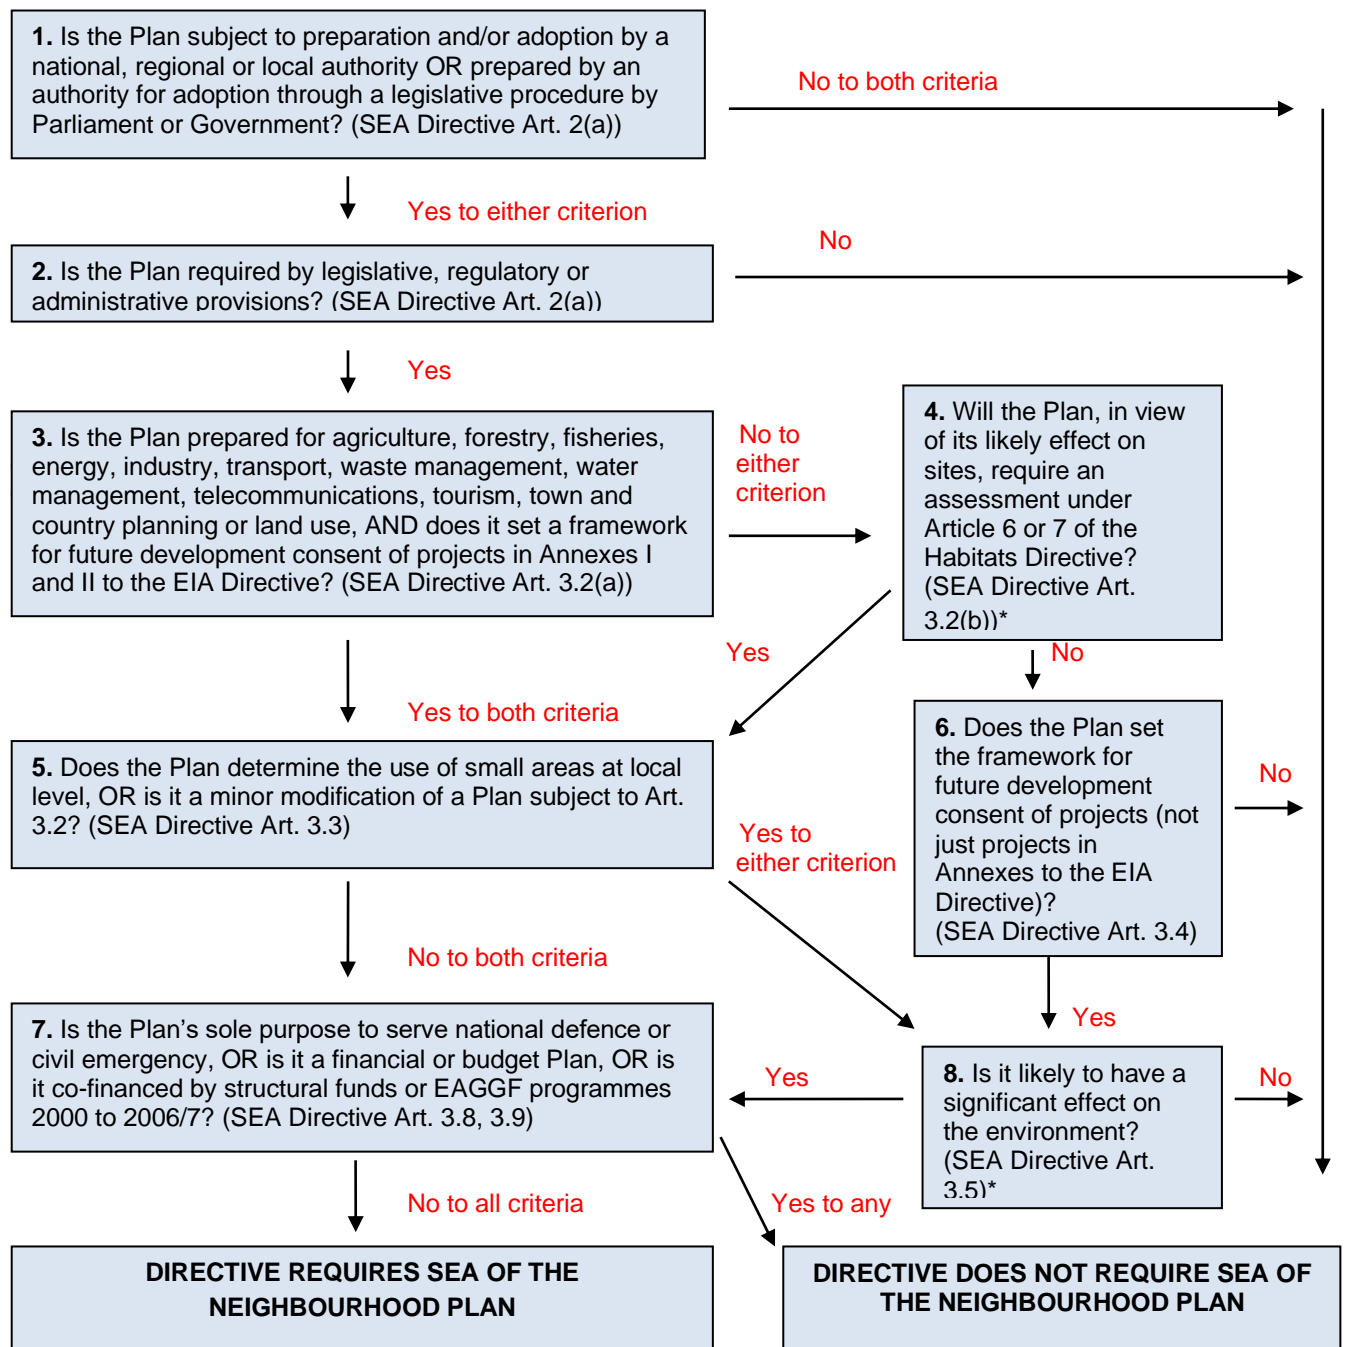 1. Is the Plan subject to preparation and/or adoption by a
national, regional or local authority OR prepared by an
authority for adoption through a legislative procedure by
Parliament or Government? (SEA Directive Art. 2(a))
No to both criteria
Yes to either criterion
No
2. Is the Plan required by legislative, regulatory or
administrative provisions? (SEA Directive Art. 2(a))
Yes
3. Is the Plan prepared for agriculture, forestry, fisheries,
energy, industry, transport, waste management, water
management, telecommunications, tourism, town and
country planning or land use, AND does it set a framework
for future development consent of projects in Annexes I
and II to the EIA Directive? (SEA Directive Art. 3.2(a))
No to
either
criterion
4. Will the Plan, in view
of its likely effect on
sites, require an
assessment under
Article 6 or 7 of the
Habitats Directive?
(SEA Directive Art.
3.2(b))*
Yes
No
Yes to both criteria
5. Does the Plan determine the use of small areas at local
level, OR is it a minor modification of a Plan subject to Art.
3.2? (SEA Directive Art. 3.3)
Yes to
either criterion
6. Does the Plan set
the framework for
future development
consent of projects (not
just projects in
Annexes to the EIA
Directive)?
(SEA Directive Art. 3.4)
No
No to both criteria
Yes
7. Is the Plan’s sole purpose to serve national defence or
civil emergency, OR is it a financial or budget Plan, OR is
it co-financed by structural funds or EAGGF programmes
2000 to 2006/7? (SEA Directive Art. 3.8, 3.9)
Yes
8. Is it likely to have a
significant effect on
the environment?
(SEA Directive Art.
3.5)*
No
No to all criteria
Yes to any
DIRECTIVE REQUIRES SEA OF THE
NEIGHBOURHOOD PLAN
DIRECTIVE DOES NOT REQUIRE SEA OF
THE NEIGHBOURHOOD PLAN